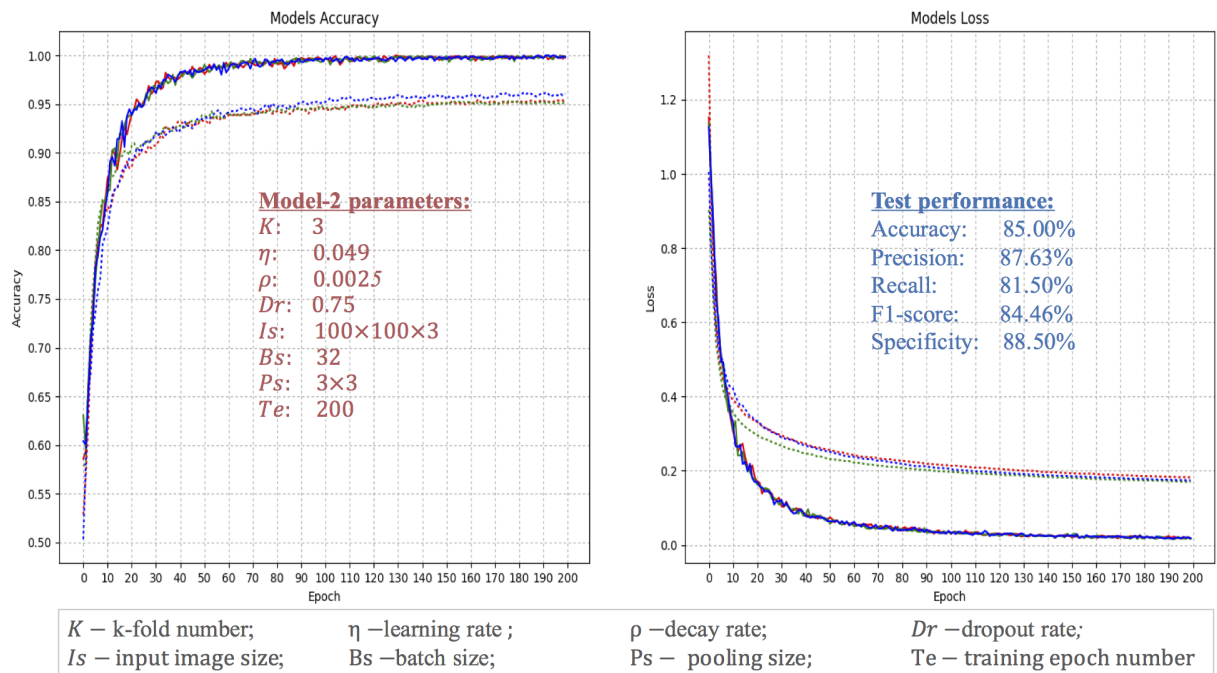 Models Accuracy
1.00
0.95
0.90
0.85
0.80
0.75
0.70
0.65
0.60
0.55
0.50
Accuracy
0 10 20 30 40 50 60 70 80 90 100 110 120 130 140 150 160 170 180 190 200
Epoch
Model-2 parameters:
K: 3
η: 0.049
ρ: 0.0025
Dr: 0.75
Is: 100×100×3
Bs: 32
Ps: 3×3
Te: 200
Models Loss
1.2
1.0
0.8
0.6
0.4
0.2
0.0
Loss
0 10 20 30 40 50 60 70 80 90 100 110 120 130 140 150 160 170 180 190 200
Epoch
Test performance:
Accuracy: 85.00%
Precision: 87.63%
Recall: 81.50%
F1-score: 84.46%
Specificity: 88.50%
K – k-fold number; η –learning rate ; ρ –decay rate; Dr –dropout rate;
Is – input image size; Bs –batch size; Ps – pooling size; Te – training epoch number